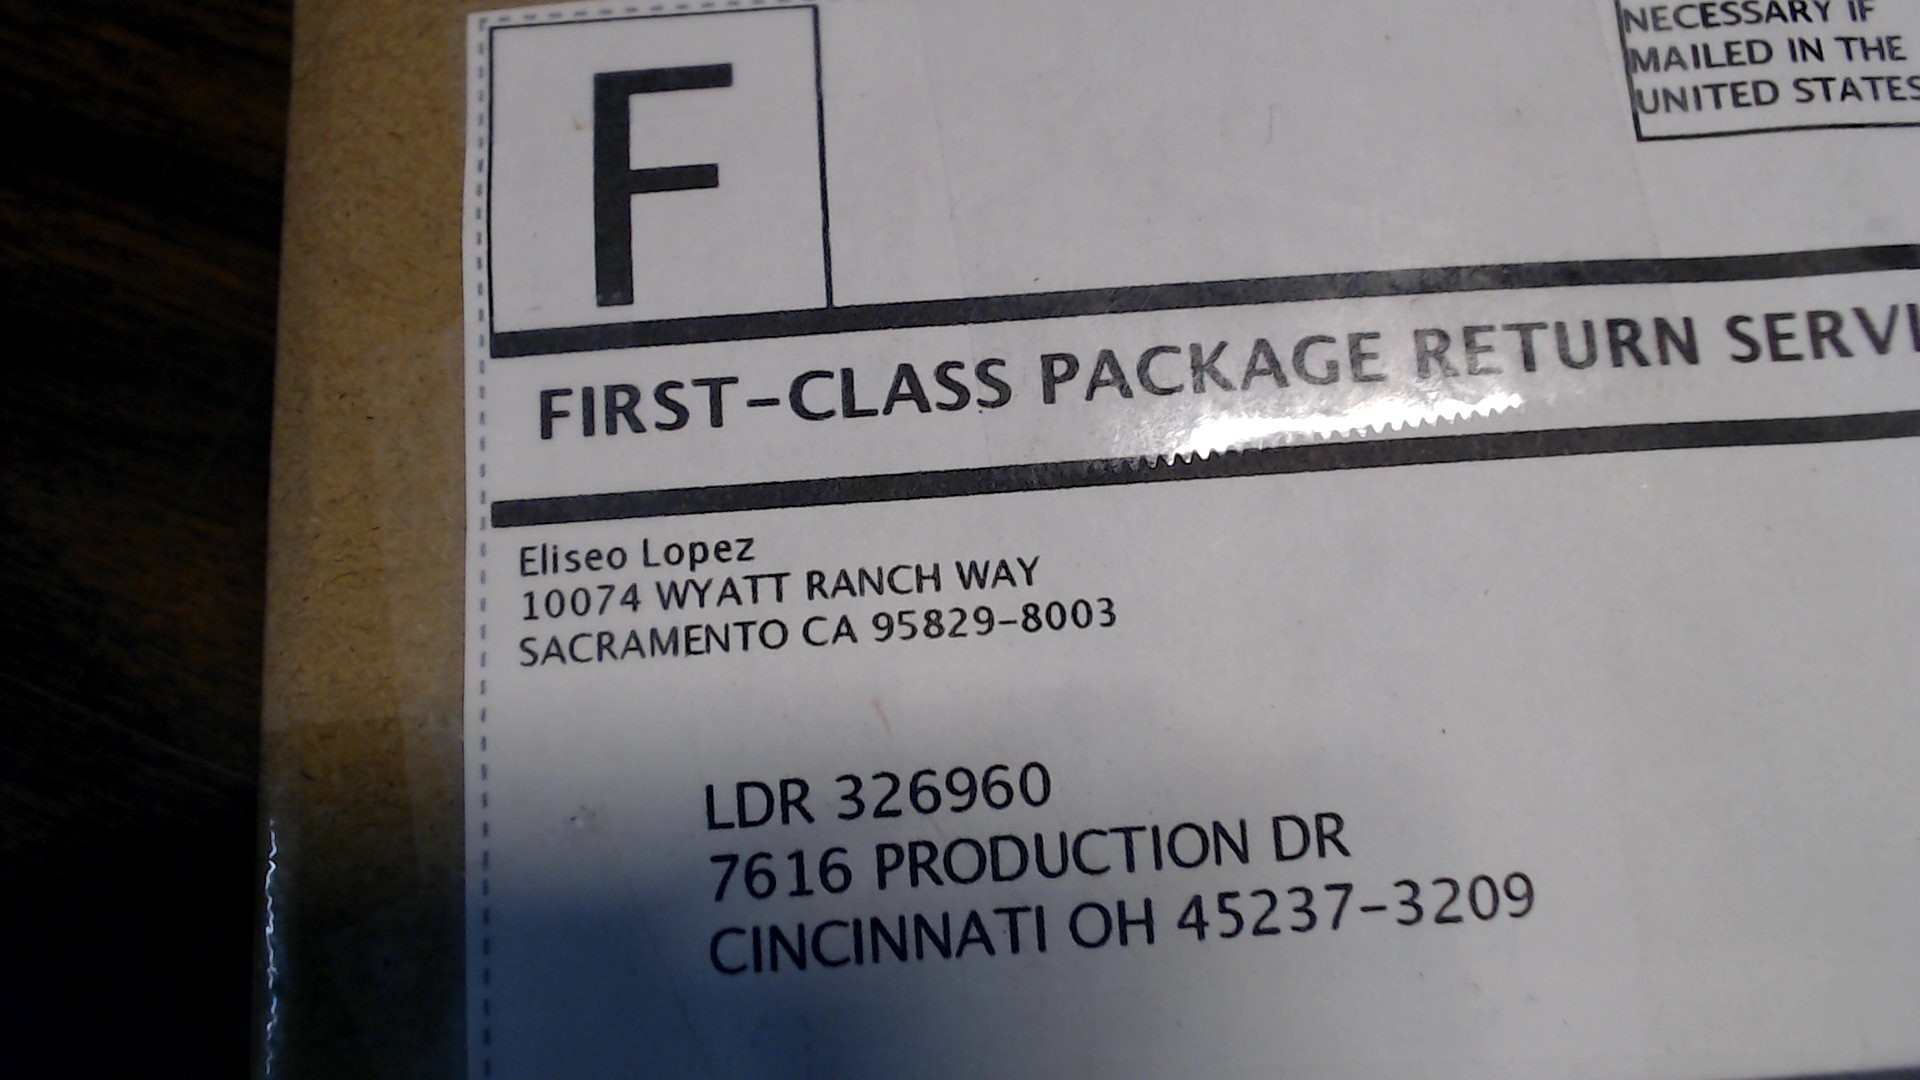 F
NECESSARY IF
MAILED IN THE
UNITED STATES
FIRST-CLASS PACKAGE RETURN SERVI
Eliseo Lopez
10074 WYATT RANCH WAY
SACRAMENTO CA 95829-8003
LDR 326960
7616 PRODUCTION DR
CINCINNATI OH 45237-3209